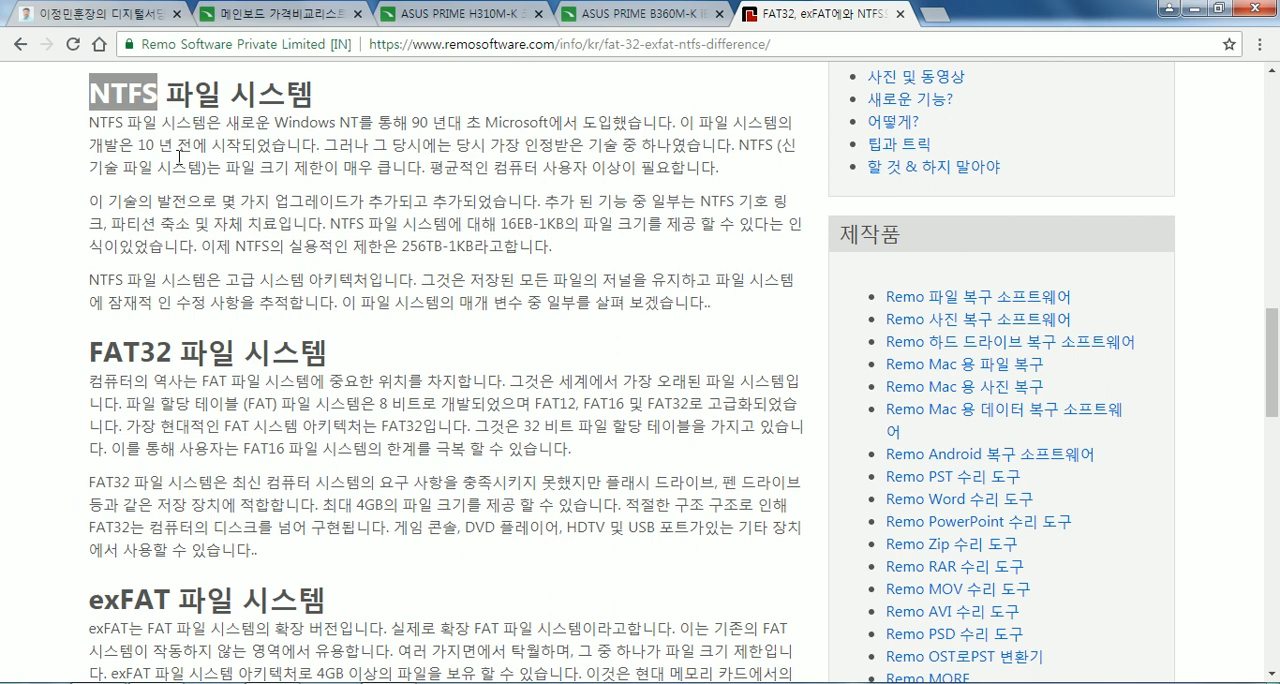 이정민훈장의 디지털서당
메인보드 가격비교리스트
ASUS PRIME H310M-K
ASUS PRIME B360M-K
FAT32, exFAT에와 NTFS
Remo Software Private Limited [IN]
https://www.remosoftware.com/info/kr/fat-32-exfat-ntfs-difference/
NTFS 파일 시스템
NTFS 파일 시스템은 새로운 Windows NT를 통해 90 년대 초 Microsoft에서 도입했습니다. 이 파일 시스템의
개발은 10 년 전에 시작되었습니다. 그러나 그 당시에는 당시 가장 인정받은 기술 중 하나였습니다. NTFS (신
기술 파일 시스템)는 파일 크기 제한이 매우 큽니다. 평균적인 컴퓨터 사용자 이상이 필요합니다.
이 기술의 발전으로 몇 가지 업그레이드가 추가되고 추가되었습니다. 추가 된 기능 중 일부는 NTFS 기호 링
크, 파티션 축소 및 자체 치료입니다. NTFS 파일 시스템에 대해 16EB-1KB의 파일 크기를 제공 할 수 있다는 인
식이있었습니다. 이제 NTFS의 실용적인 제한은 256TB-1KB라고합니다.
NTFS 파일 시스템은 고급 시스템 아키텍처입니다. 그것은 저장된 모든 파일의 저널을 유지하고 파일 시스템
에 잠재적 인 수정 사항을 추적합니다. 이 파일 시스템의 매개 변수 중 일부를 살펴 보겠습니다..
FAT32 파일 시스템
컴퓨터의 역사는 FAT 파일 시스템에 중요한 위치를 차지합니다. 그것은 세계에서 가장 오래된 파일 시스템입
니다. 파일 할당 테이블 (FAT) 파일 시스템은 8 비트로 개발되었으며 FAT12, FAT16 및 FAT32로 고급화되었습
니다. 가장 현대적인 FAT 시스템 아키텍처는 FAT32입니다. 그것은 32 비트 파일 할당 테이블을 가지고 있습니
다. 이를 통해 사용자는 FAT16 파일 시스템의 한계를 극복 할 수 있습니다.
FAT32 파일 시스템은 최신 컴퓨터 시스템의 요구 사항을 충족시키지 못했지만 플래시 드라이브, 펜 드라이브
등과 같은 저장 장치에 적합합니다. 최대 4GB의 파일 크기를 제공 할 수 있습니다. 적절한 구조 구조로 인해
FAT32는 컴퓨터의 디스크를 넘어 구현됩니다. 게임 콘솔, DVD 플레이어, HDTV 및 USB 포트가있는 기타 장치
에서 사용할 수 있습니다..
exFAT 파일 시스템
exFAT는 FAT 파일 시스템의 확장 버전입니다. 실제로 확장 FAT 파일 시스템이라고합니다. 이는 기존의 FAT
시스템이 작동하지 않는 영역에서 유용합니다. 여러 가지면에서 탁월하며, 그 중 하나가 파일 크기 제한입니
다. exFAT 파일 시스템 아키텍처로 4GB 이상의 파일을 보유 할 수 있습니다. 이것은 현대 메모리 카드에서의
사진 및 동영상
새로운 기능?
어떻게?
팁과 트릭
할 것 & 하지 말아야
제작품
Remo 파일 복구 소프트웨어
Remo 사진 복구 소프트웨어
Remo 하드 드라이브 복구 소프트웨어
Remo Mac 용 파일 복구
Remo Mac 용 사진 복구
Remo Mac 용 데이터 복구 소프트웨
어
Remo Android 복구 소프트웨어
Remo PST 수리 도구
Remo Word 수리 도구
Remo PowerPoint 수리 도구
Remo Zip 수리 도구
Remo RAR 수리 도구
Remo MOV 수리 도구
Remo AVI 수리 도구
Remo PSD 수리 도구
Remo OST로PST 변환기
Remo MORE